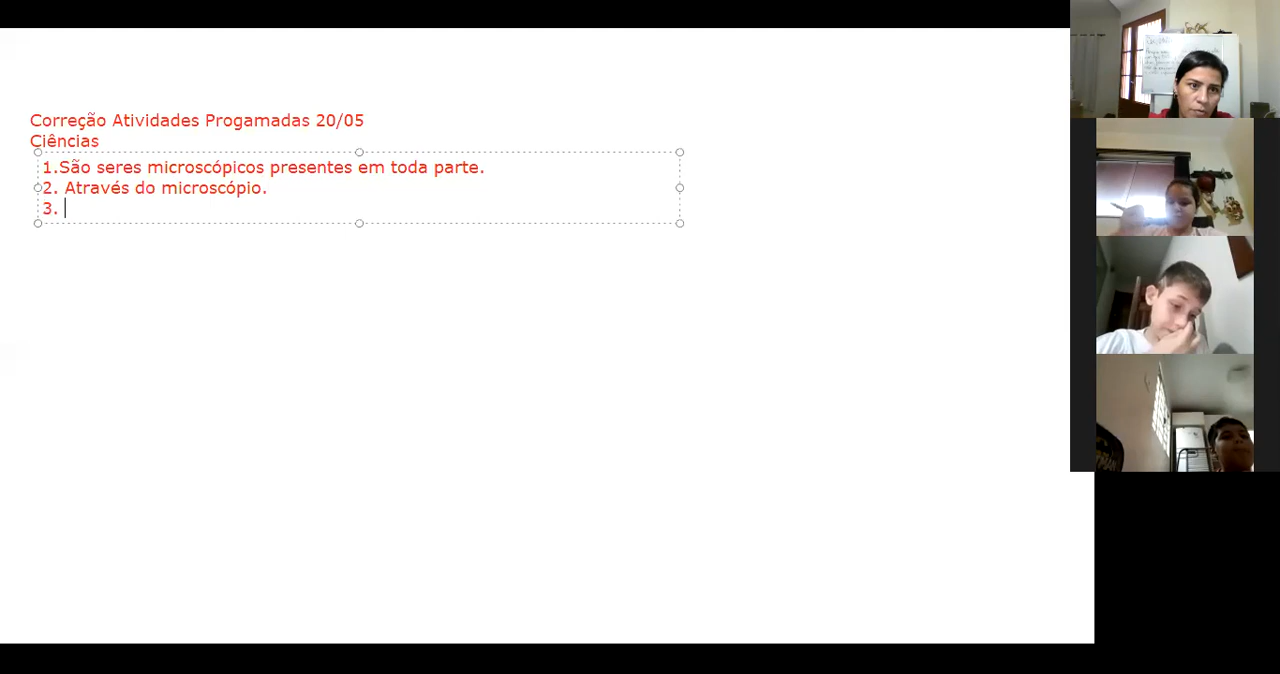 Correção Atividades Progamadas 20/05
Ciências
1.São seres microscópicos presentes em toda parte.
2. Através do microscópio.
3.